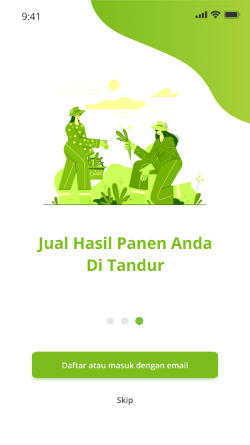 9:41
Jual Hasil Panen Anda
Di Tandur
Daftar atau masuk dengan email
Skip